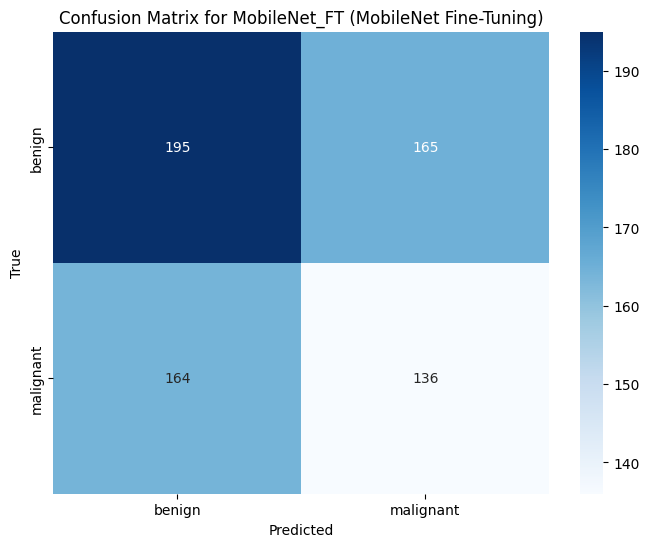 Confusion Matrix for MobileNet_FT (MobileNet Fine-Tuning)
benign
195
165
malignant
164
136
True
benign
malignant
Predicted
190
180
170
160
150
140